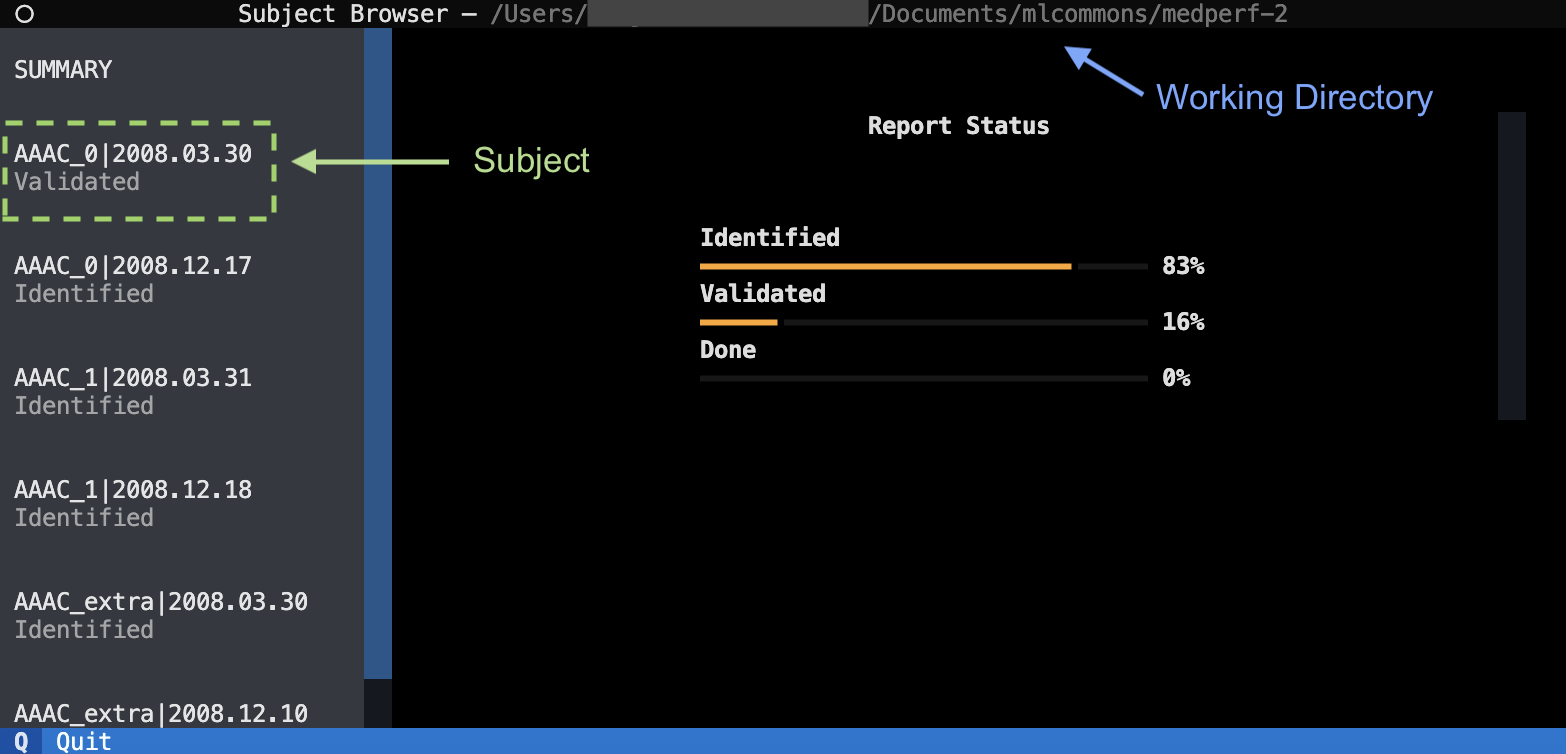 Subject Browser — /Users/ /Documents/mlcommons/medperf-2
Working Directory
SUMMARY
AAAC_0|2008.03.30
Validated
Subject
AAAC_0|2008.12.17
Identified
AAAC_1|2008.03.31
Identified
AAAC_1|2008.12.18
Identified
AAAC_extra|2008.03.30
Identified
AAAC_extra|2008.12.10
Report Status
Identified
83%
Validated
16%
Done
0%
Q Quit